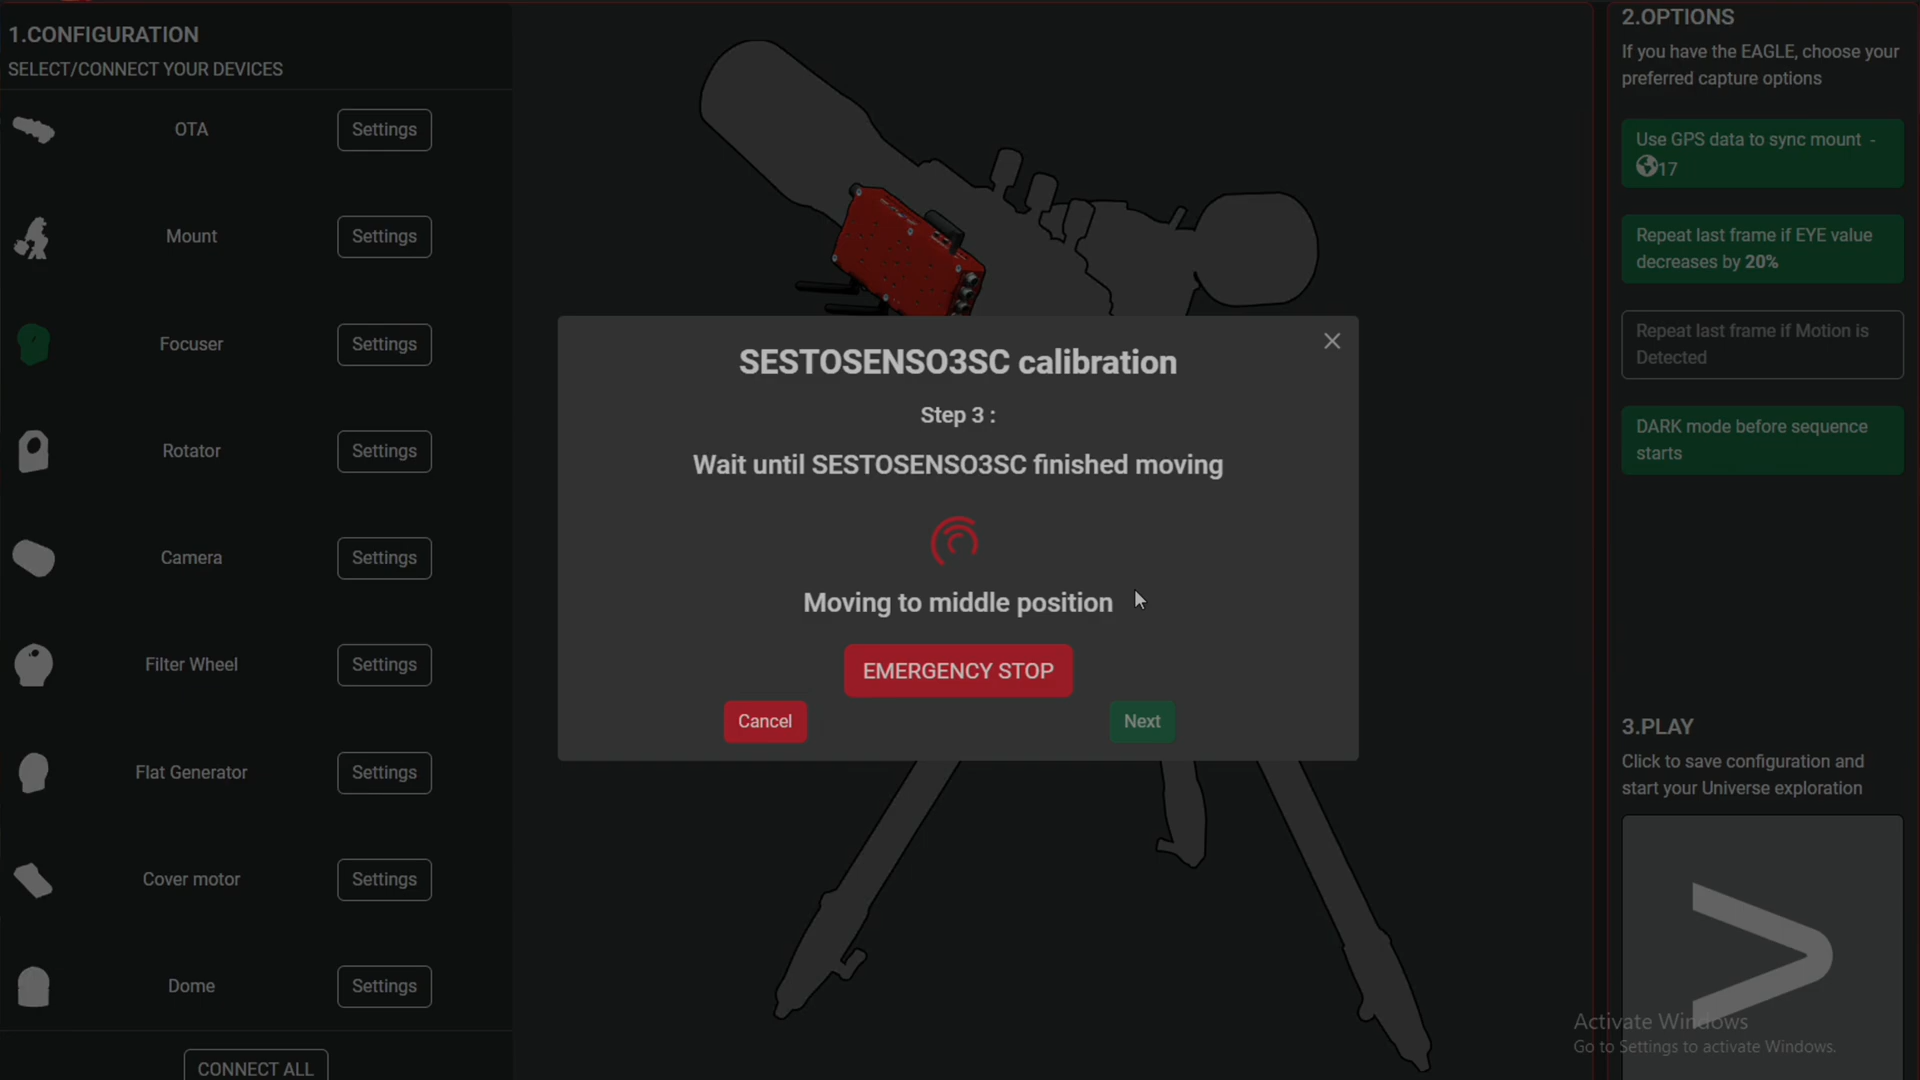 1.CONFIGURATION
SELECT/CONNECT YOUR DEVICES
OTA
Settings
Mount
Settings
Focuser
Settings
Rotator
Settings
Camera
Settings
Filter Wheel
Settings
Flat Generator
Settings
Cover motor
Settings
Dome
Settings
CONNECT ALL
SESTOSENSO3SC calibration
Step 3 :
Wait until SESTOSENSO3SC finished moving
Moving to middle position
EMERGENCY STOP
Cancel
Next
2.OPTIONS
If you have the EAGLE, choose your
preferred capture options
Use GPS data to sync mount -
17
Repeat last frame if EYE value
decreases by 20%
Repeat last frame if Motion is
Detected
DARK mode before sequence
starts
3.PLAY
Click to save configuration and
start your Universe exploration
Activate Windows
Go to Settings to activate Windows.